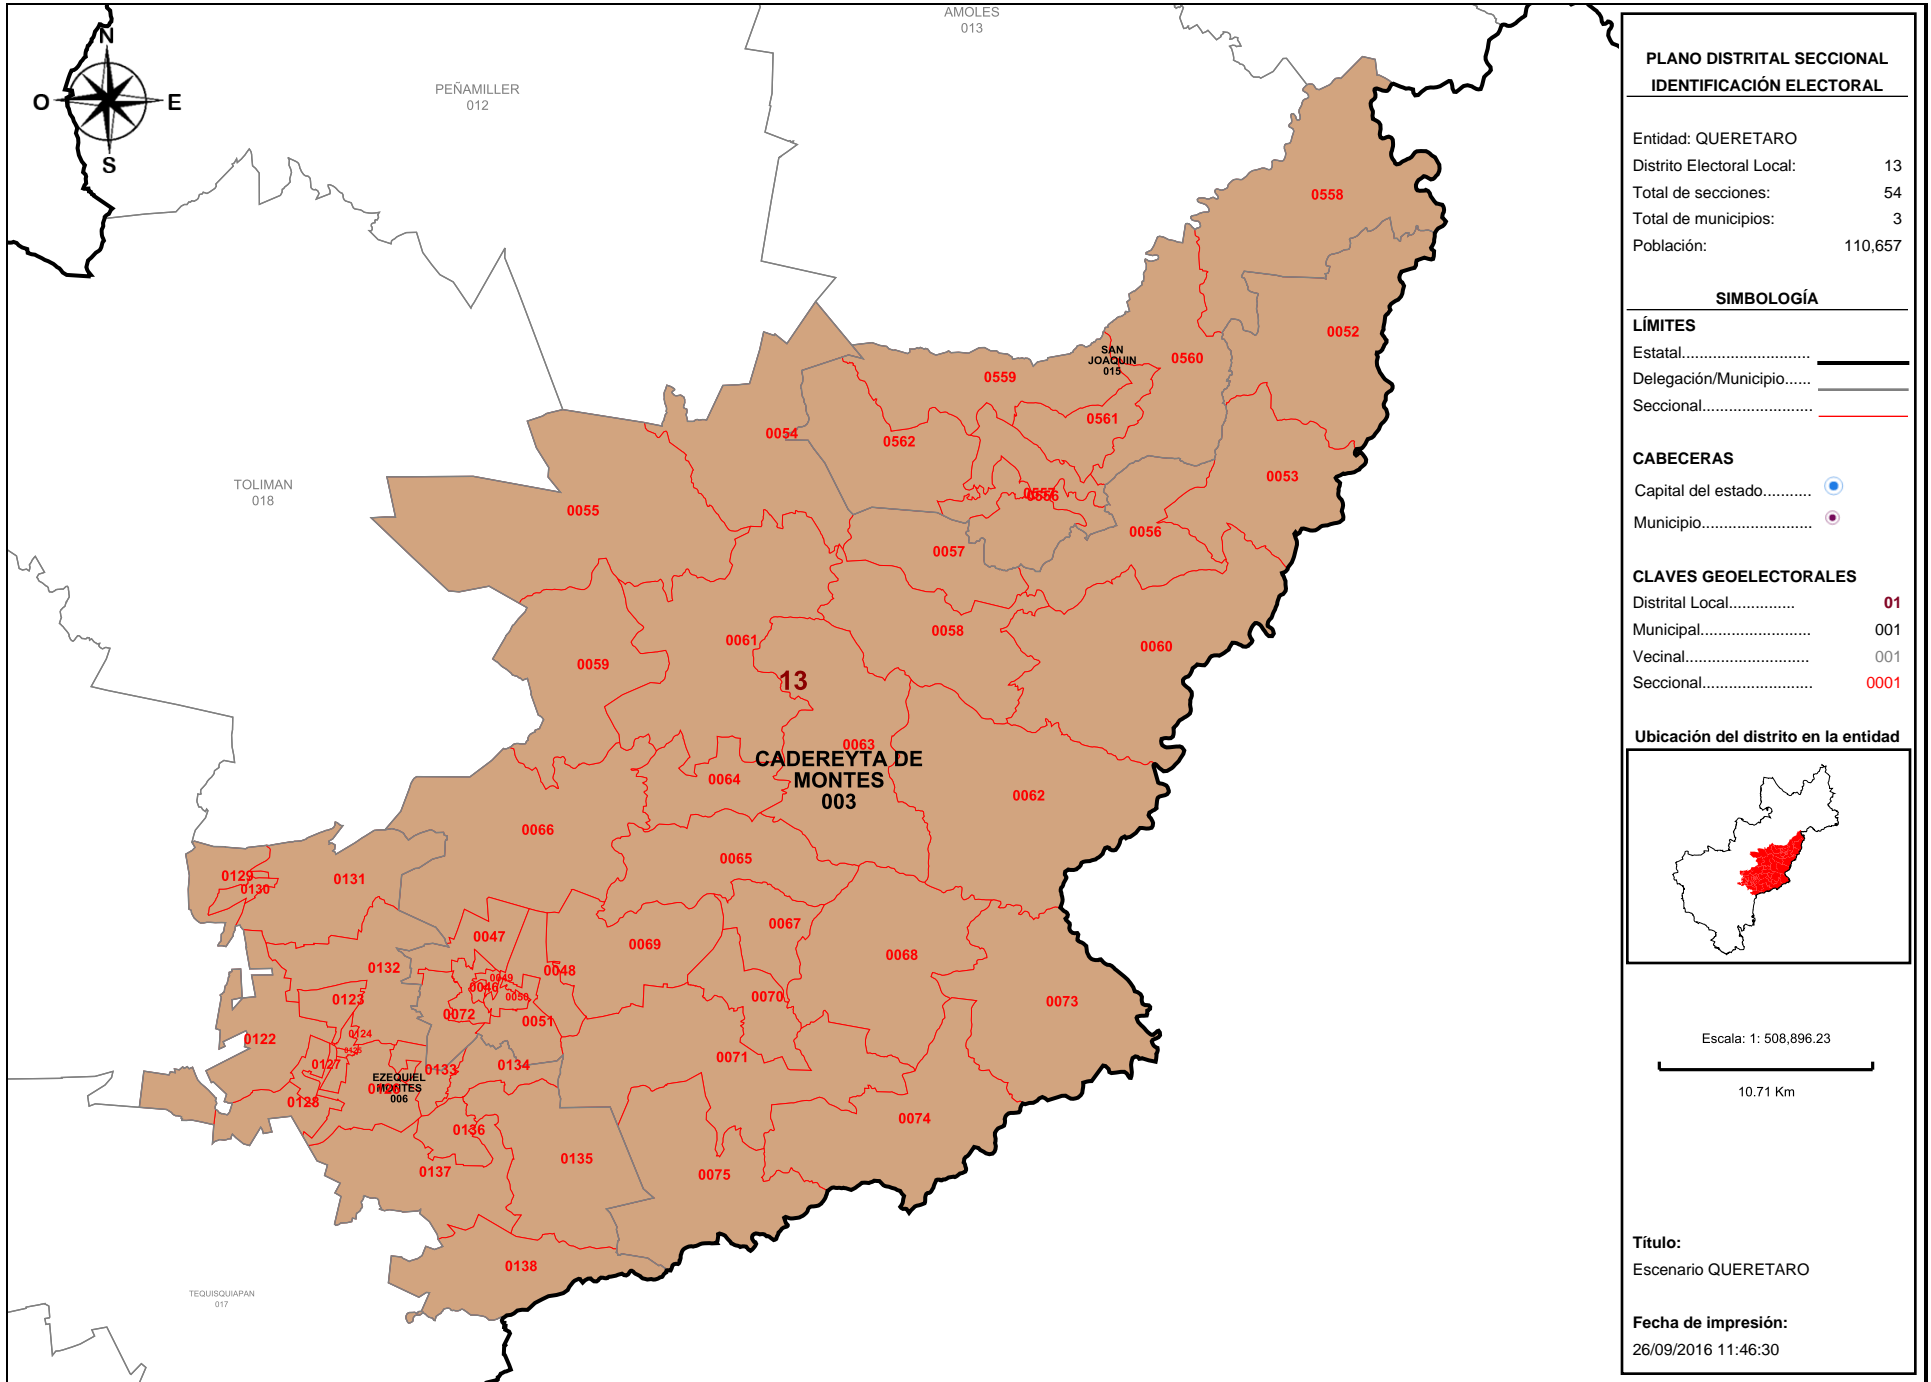 AMOLES
013
N
PEÑAMILLER
012
O
E
S
0558
0052
SAN
JOAQUIN
015
0560
0559
0561
0054
0562
0053
TOLIMAN
018
0557
0556
0055
0056
0057
0058
0061
0060
0059
13
0063
CADEREYTA DE
MONTES
003
0064
0062
0066
0065
0129
0131
0130
0067
0047
0069
0068
0132
0048
0049
0046
0050
0070
0073
0123
0072
0051
0124
0122
0071
0127
0134
0133
EZEQUIEL
MONTES
006
0128
0074
0136
0135
0137
0075
0138
TEQUISQUIAPAN
017
PLANO DISTRITAL SECCIONAL
IDENTIFICACIÓN ELECTORAL
Entidad: QUERETARO
Distrito Electoral Local: 13
Total de secciones: 54
Total de municipios: 3
Población: 110,657
SIMBOLOGÍA
LÍMITES
Estatal............................
Delegación/Municipio......
Seccional........................
CABECERAS
Capital del estado...........
Municipio........................
CLAVES GEOELECTORALES
Distrital Local............... 01
Municipal........................ 001
Vecinal........................... 001
Seccional........................ 0001
Ubicación del distrito en la entidad
Escala: 1: 508,896.23
10.71 Km
Título:
Escenario QUERETARO
Fecha de impresión:
26/09/2016 11:46:30